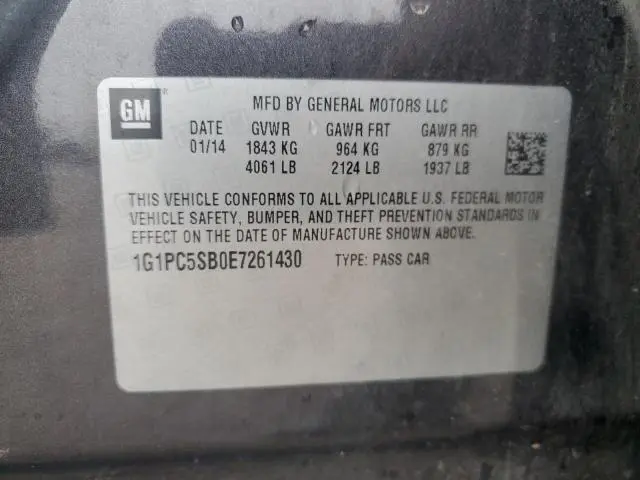 GM
MFD BY GENERAL MOTORS LLC
DATE GVWR GAWR FRT GAWR RR
01/14 1843 KG 964 KG 879 KG
4061 LB 2124 LB 1937 LB
THIS VEHICLE CONFORMS TO ALL APPLICABLE U.S. FEDERAL MOTOR
VEHICLE SAFETY, BUMPER, AND THEFT PREVENTION STANDARDS IN
EFFECT ON THE DATE OF MANUFACTURE SHOWN ABOVE.
1G1PC5SB0E7261430 TYPE: PASS CAR